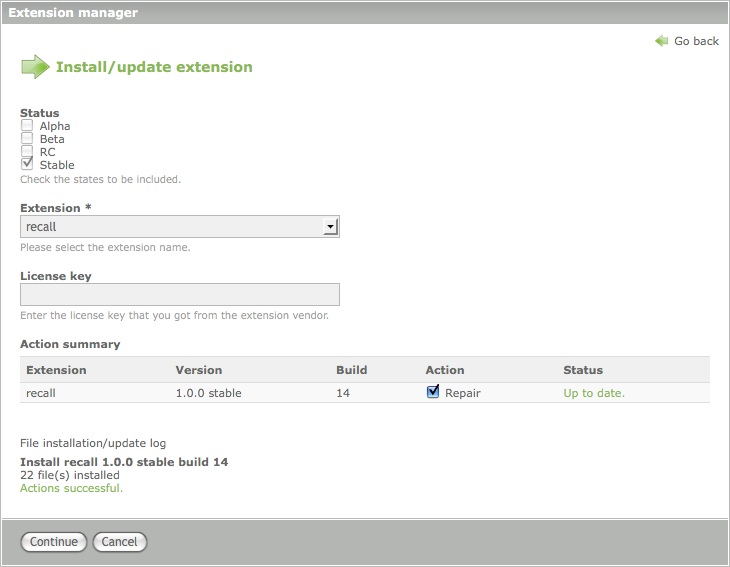 Extension manager
Go back
Install/update extension
Status
Alpha
Beta
RC
Stable
Check the states to be included.
Extension *
recall
Please select the extension name.
License key
Enter the license key that you got from the extension vendor.
Action summary
Extension Version Build Action Status
recall 1.0.0 stable 14 Repair Up to date.
File installation/update log
Install recall 1.0.0 stable build 14
22 file(s) installed
Actions successful.
Continue Cancel